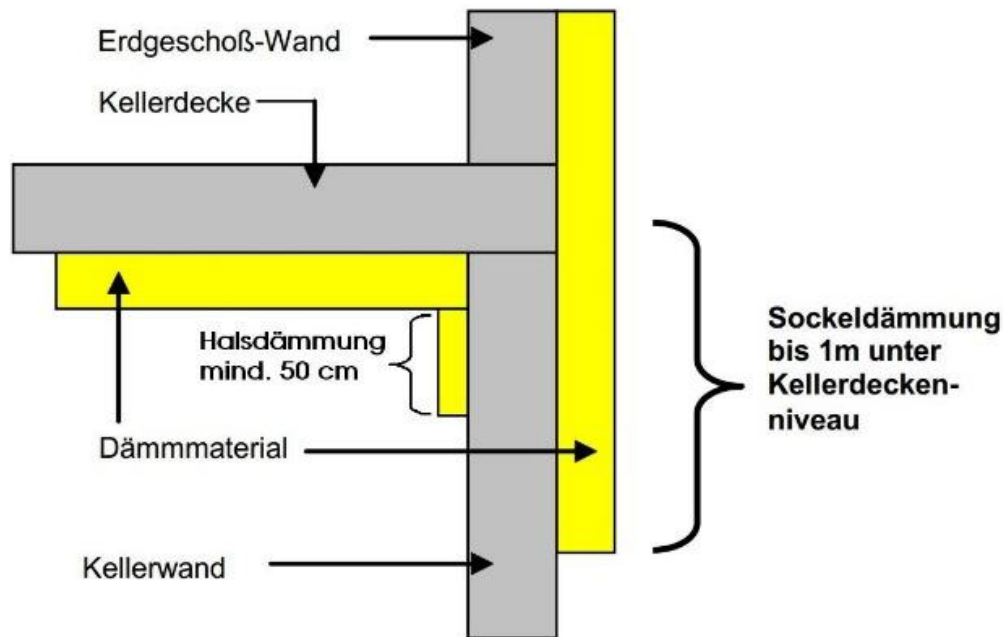 Erdgeschoß-Wand
Kellerdecke
Halsdämmung
mind. 50 cm
Sockeldämmung
bis 1m unter
Kellerdecken-
niveau
Dämmmaterial
Kellerwand